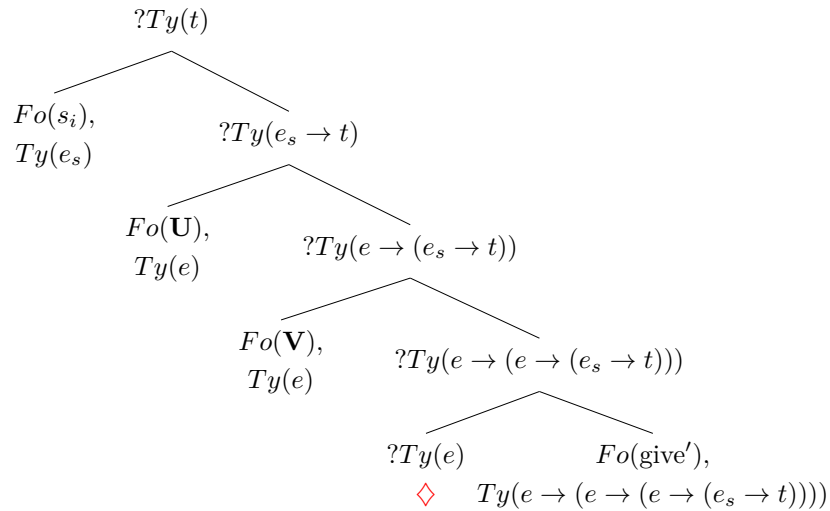 ?Ty(t)
Fo(s_i),
Ty(e_s)
?Ty(e_s → t)
Fo(𝐔),
Ty(e)
?Ty(e → (e_s → t))
Fo(𝐕),
Ty(e)
?Ty(e → (e → (e_s → t)))
?Ty(e)
♢
Fo(give′),
Ty(e → (e → (e → (e_s → t))))